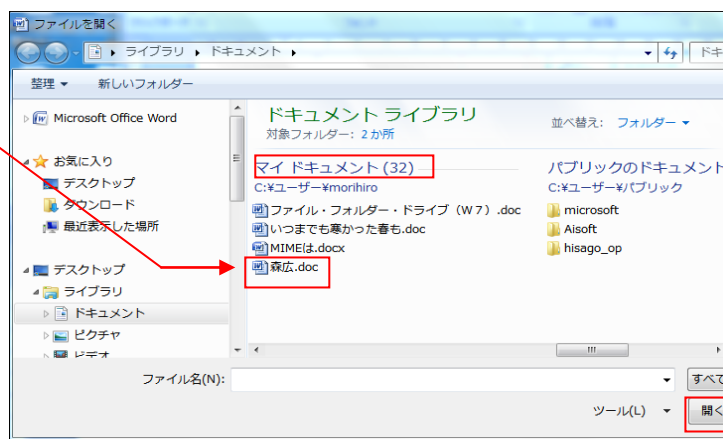 ファイルを開く
ライブラリ ドキュメント
ドキ
整理 新しいフォルダー
Microsoft Office Word
お気に入り
デスクトップ
ダウンロード
最近表示した場所
デスクトップ
ライブラリ
ドキュメント
ピクチャ
ビデオ
ドキュメント ライブラリ
対象フォルダー: 2か所
並べ替え: フォルダー
マイ ドキュメント (32)
C:¥ユーザー¥morihiro
ファイル・フォルダー・ドライブ（W7）.doc
いつまでも寒かった春も.doc
MIMEは.docx
森広.doc
パブリックのドキュメント
C:¥ユーザー¥パブリック
microsoft
Aisoft
hisago_op
ファイル名(N):
すべて
ツール(L)
開く